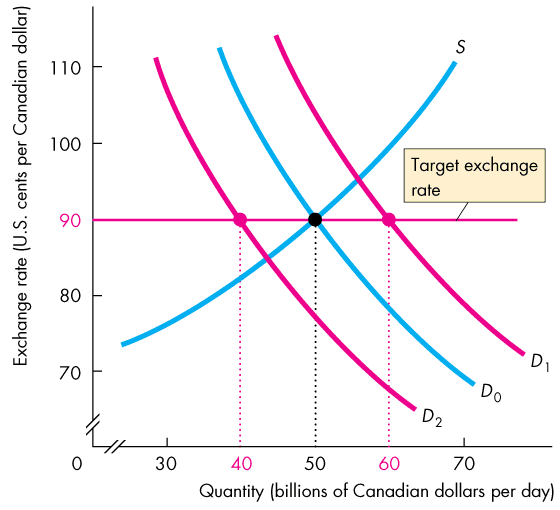 Exchange rate (U.S. cents per Canadian dollar)
110
100
90
80
70
0
30
40
50
60
70
Quantity (billions of Canadian dollars per day)
S
Target exchange
rate
D1
D0
D2